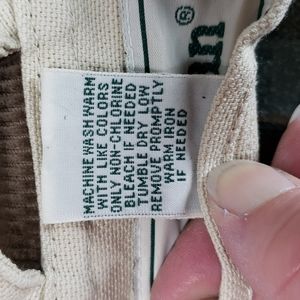 MACHINE WASH WARM
WITH LIKE COLORS
ONLY NON-CHLORINE
BLEACH IF NEEDED
TUMBLE DRY LOW
REMOVE PROMPTLY
WARM IRON
IF NEEDED
an®